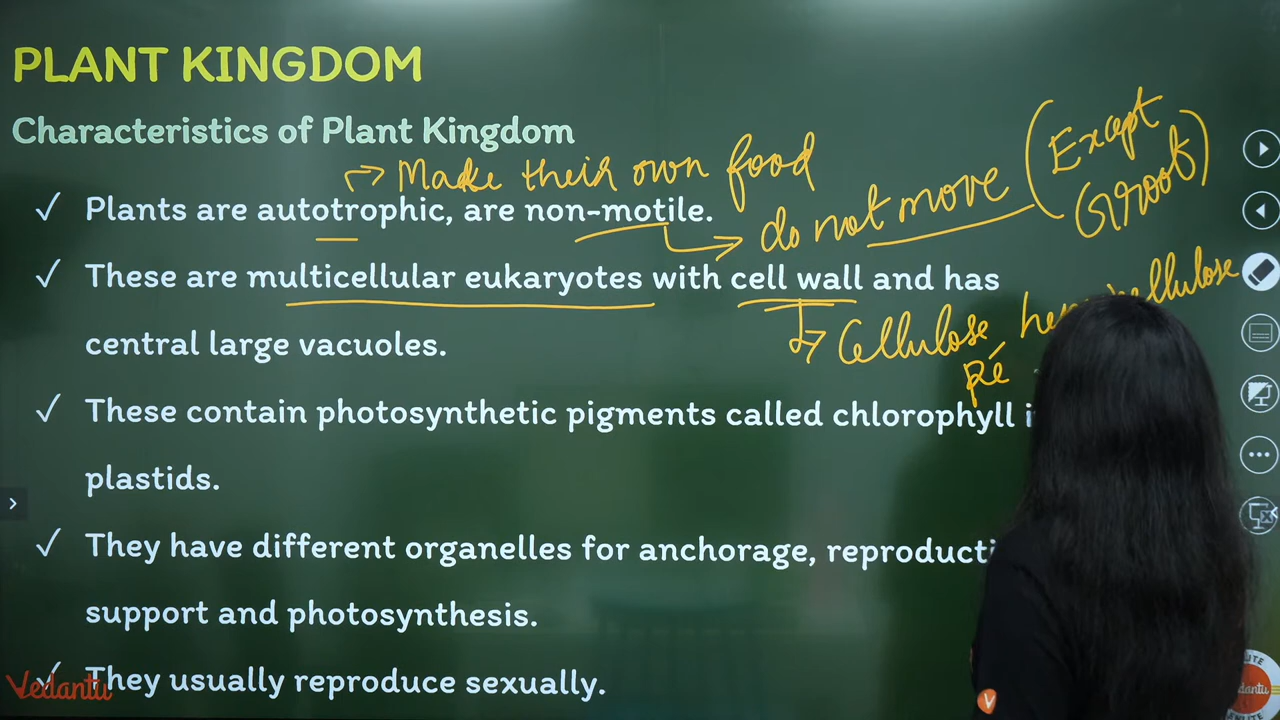 PLANT KINGDOM
Characteristics of Plant Kingdom
Make their own food
(Except
Groot)
✓ Plants are autotrophic, are non-motile.
do not move
✓ These are multicellular eukaryotes with cell wall and has
Cellulose
central large vacuoles.
✓ These contain photosynthetic pigments called chlorophyll
plastids.
✓ They have different organelles for anchorage,
support and photosynthesis.
✓ They usually reproduce sexually.
Vedantu